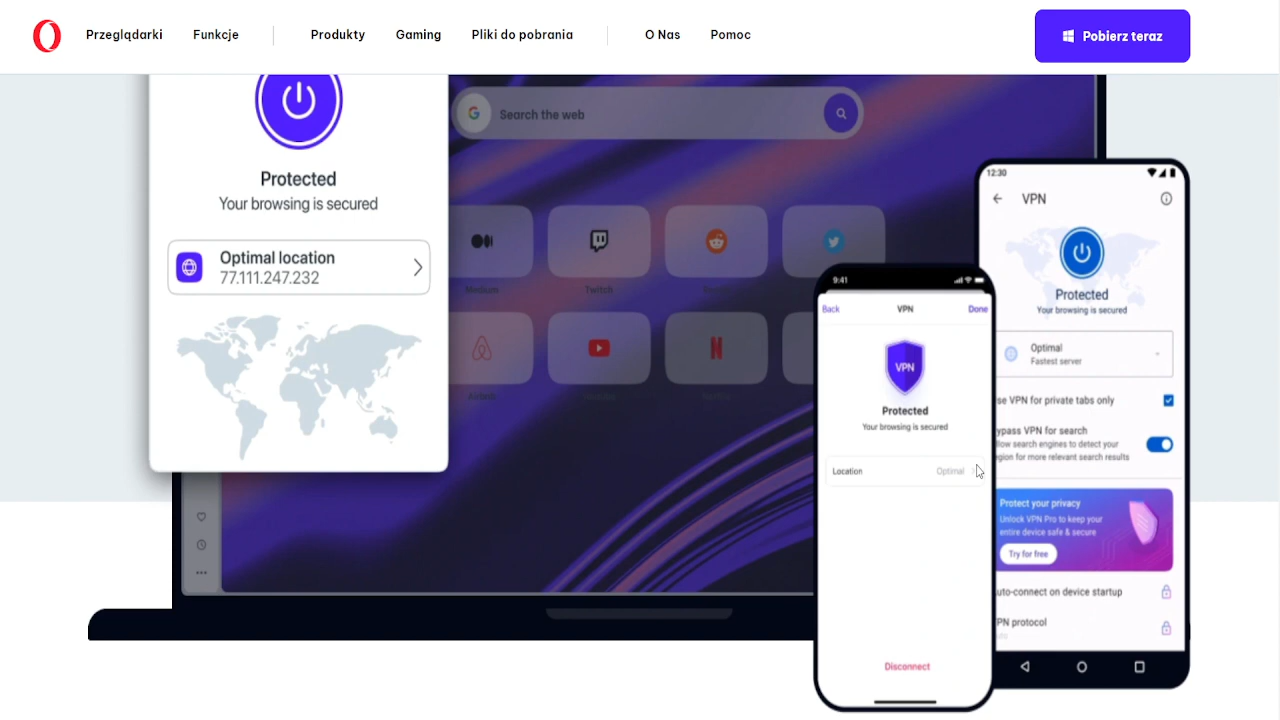 Przeglądarki Funkcje Produkty Gaming Pliki do pobrania O Nas Pomoc Pobierz teraz
Protected
Your browsing is secured
Optimal location
77.111.247.232
Search the web
Medium
Twitch
Airbnb
12:30
VPN
Protected
Your browsing is secured
Optimal
Fastest server
se VPN for private tabs only
ypass VPN for search
llow search engines to detect your
egion for more relevant search results
Protect your privacy
Unlock VPN Pro to keep your
entire device safe & secure
Try for free
uto-connect on device startup
PN protocol
9:41
Back VPN Done
VPN
Protected
Your browsing is secured
Location Optimal
Disconnect